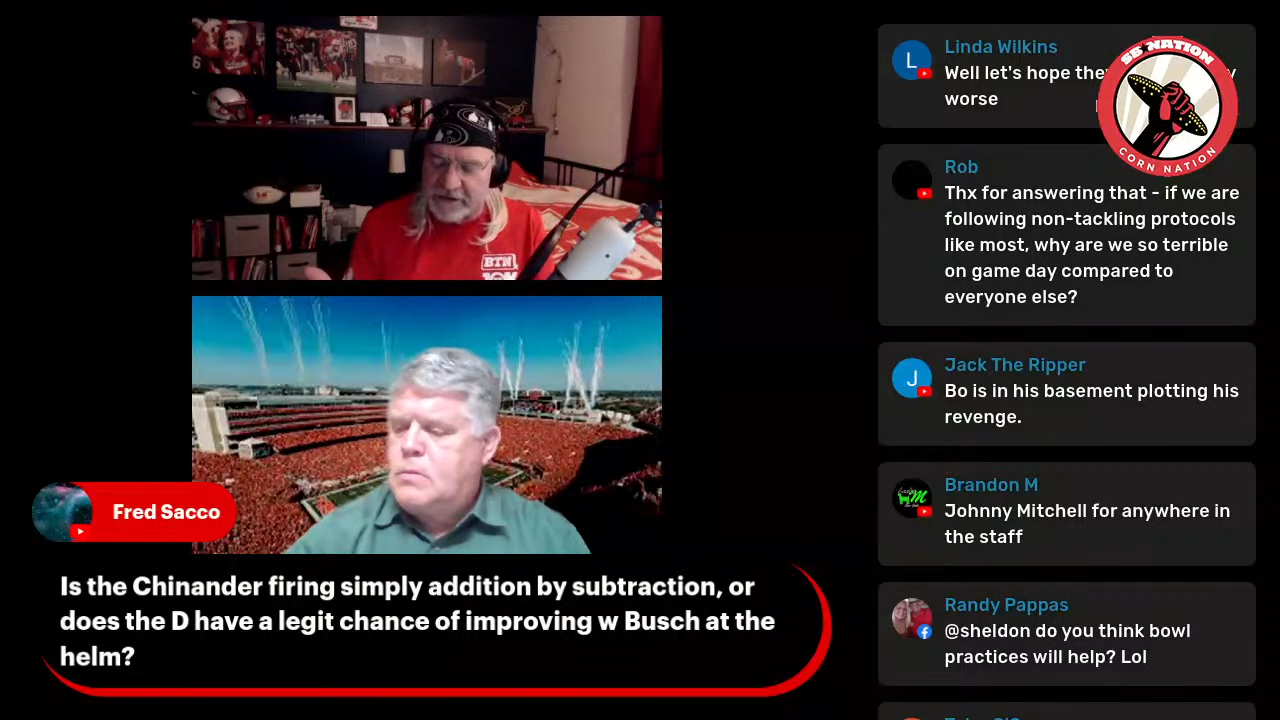 Linda Wilkins
Well let's hope
worse
SB NATION
CORN NATION
Rob
Thx for answering that - if we are
following non-tackling protocols
like most, why are we so terrible
on game day compared to
everyone else?
Jack The Ripper
Bo is in his basement plotting his
revenge.
Brandon M
Johnny Mitchell for anywhere in
the staff
Randy Pappas
@sheldon do you think bowl
practices will help? Lol
BTN
Fred Sacco
Is the Chinander firing simply addition by subtraction, or
does the D have a legit chance of improving w Busch at the
helm?